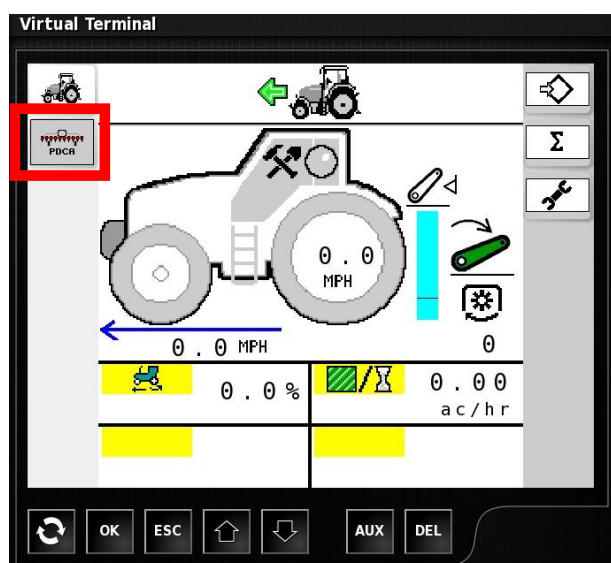 Virtual Terminal
PDCA
Σ
0.0
MPH
0.0 MPH
0
0.0%
0.00
ac/hr
OK
ESC
AUX
DEL